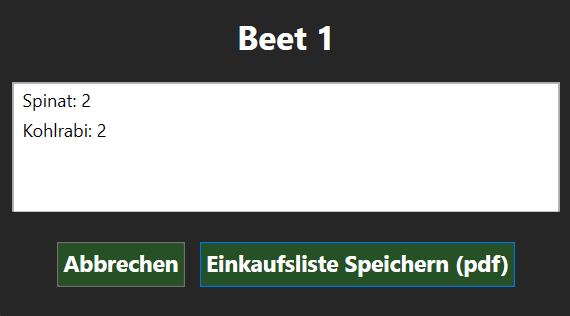 Beet 1
Spinat: 2
Kohlrabi: 2
Abbrechen
Einkaufsliste Speichern (pdf)